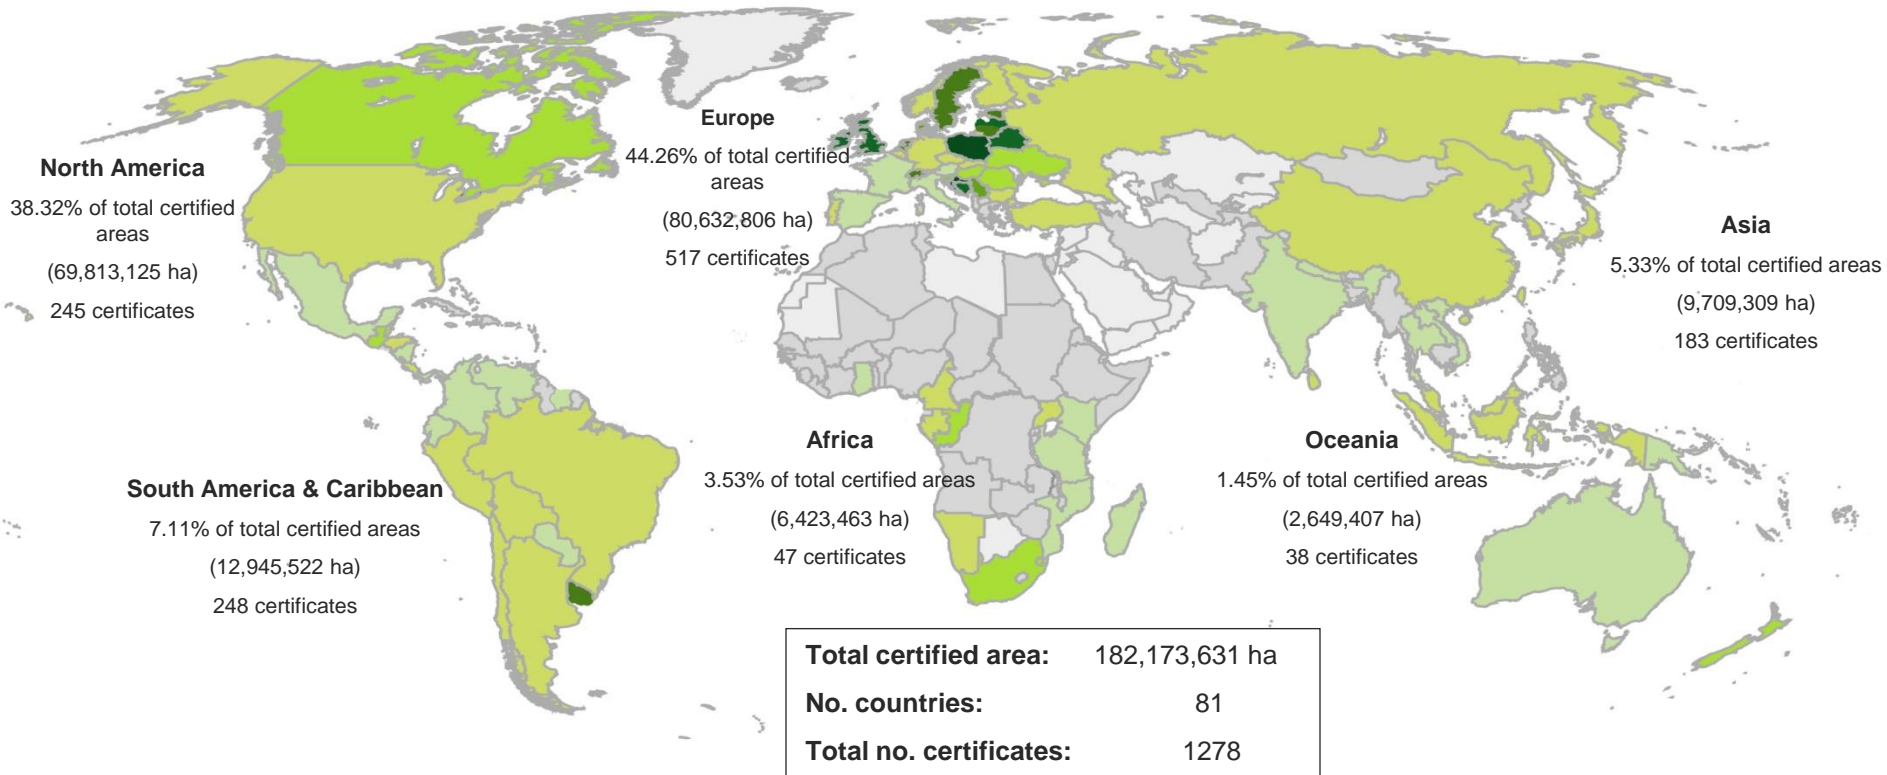 North America
38.32% of total certified
areas
(69,813,125 ha)
245 certificates
Europe
44.26% of total certified
areas
(80,632,806 ha)
517 certificates
Asia
5.33% of total certified areas
(9,709,309 ha)
183 certificates
South America & Caribbean
7.11% of total certified areas
(12,945,522 ha)
248 certificates
Africa
3.53% of total certified areas
(6,423,463 ha)
47 certificates
Oceania
1.45% of total certified areas
(2,649,407 ha)
38 certificates
Total certified area: 182,173,631 ha
No. countries: 81
Total no. certificates: 1278